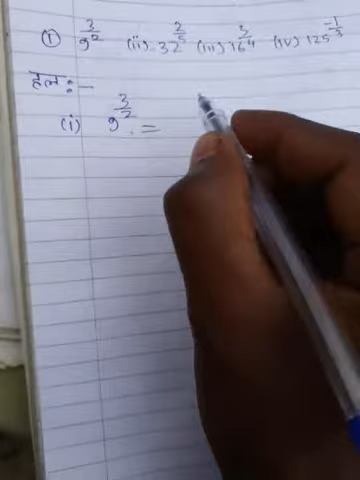 (i) 9^{3/2} (ii) 32^{2/5} (iii) 16^{3/4} (iv) 125^{-1/3}
हल:-
(i) 9^{3/2} =